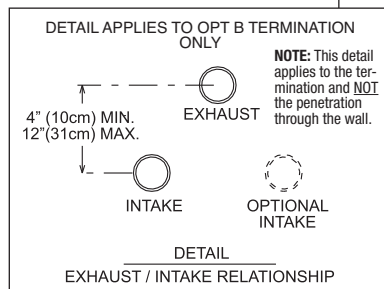 DETAIL APPLIES TO OPT B TERMINATION
ONLY
NOTE: This detail
applies to the ter-
mination and NOT
the penetration
through the wall.
4” (10cm) MIN.
12”(31cm) MAX.
EXHAUST
INTAKE
OPTIONAL
INTAKE
DETAIL
EXHAUST / INTAKE RELATIONSHIP